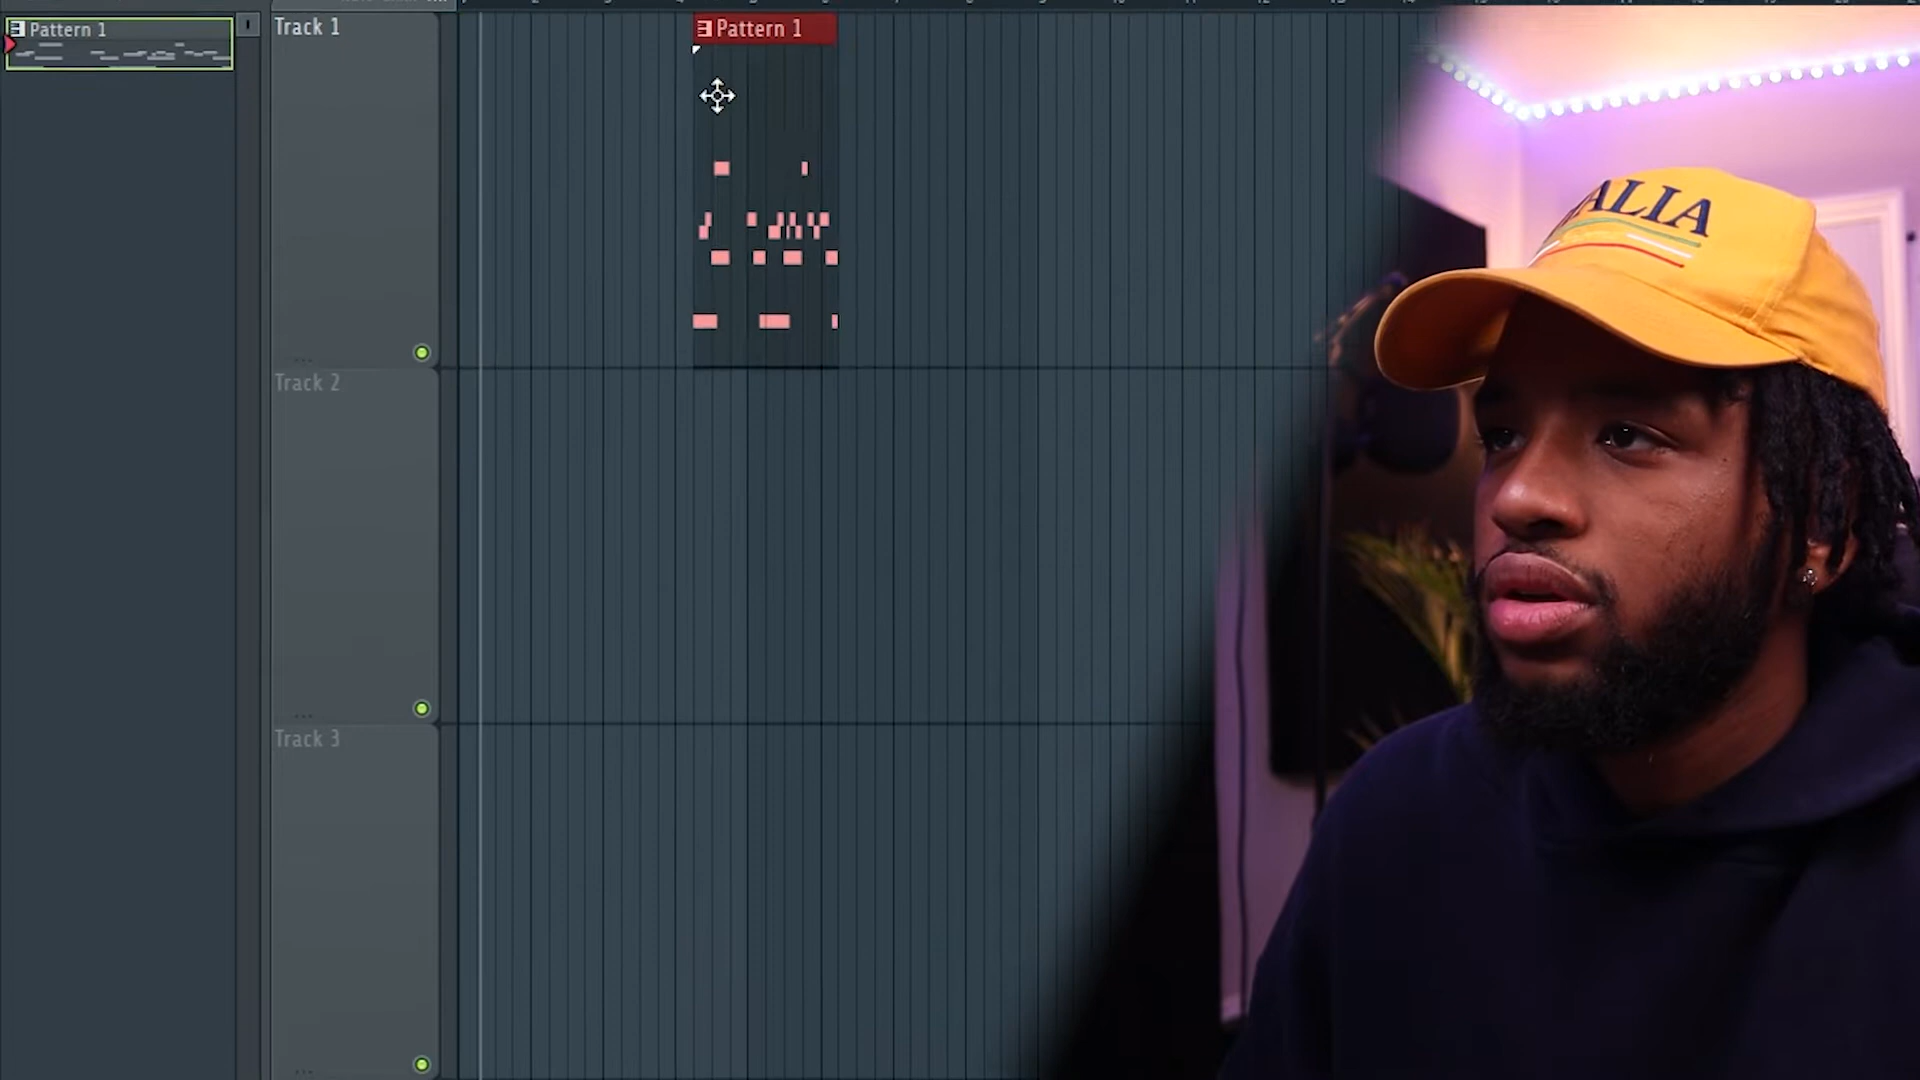 Pattern 1
Track 1
Pattern 1
Track 2
Track 3
ALIA